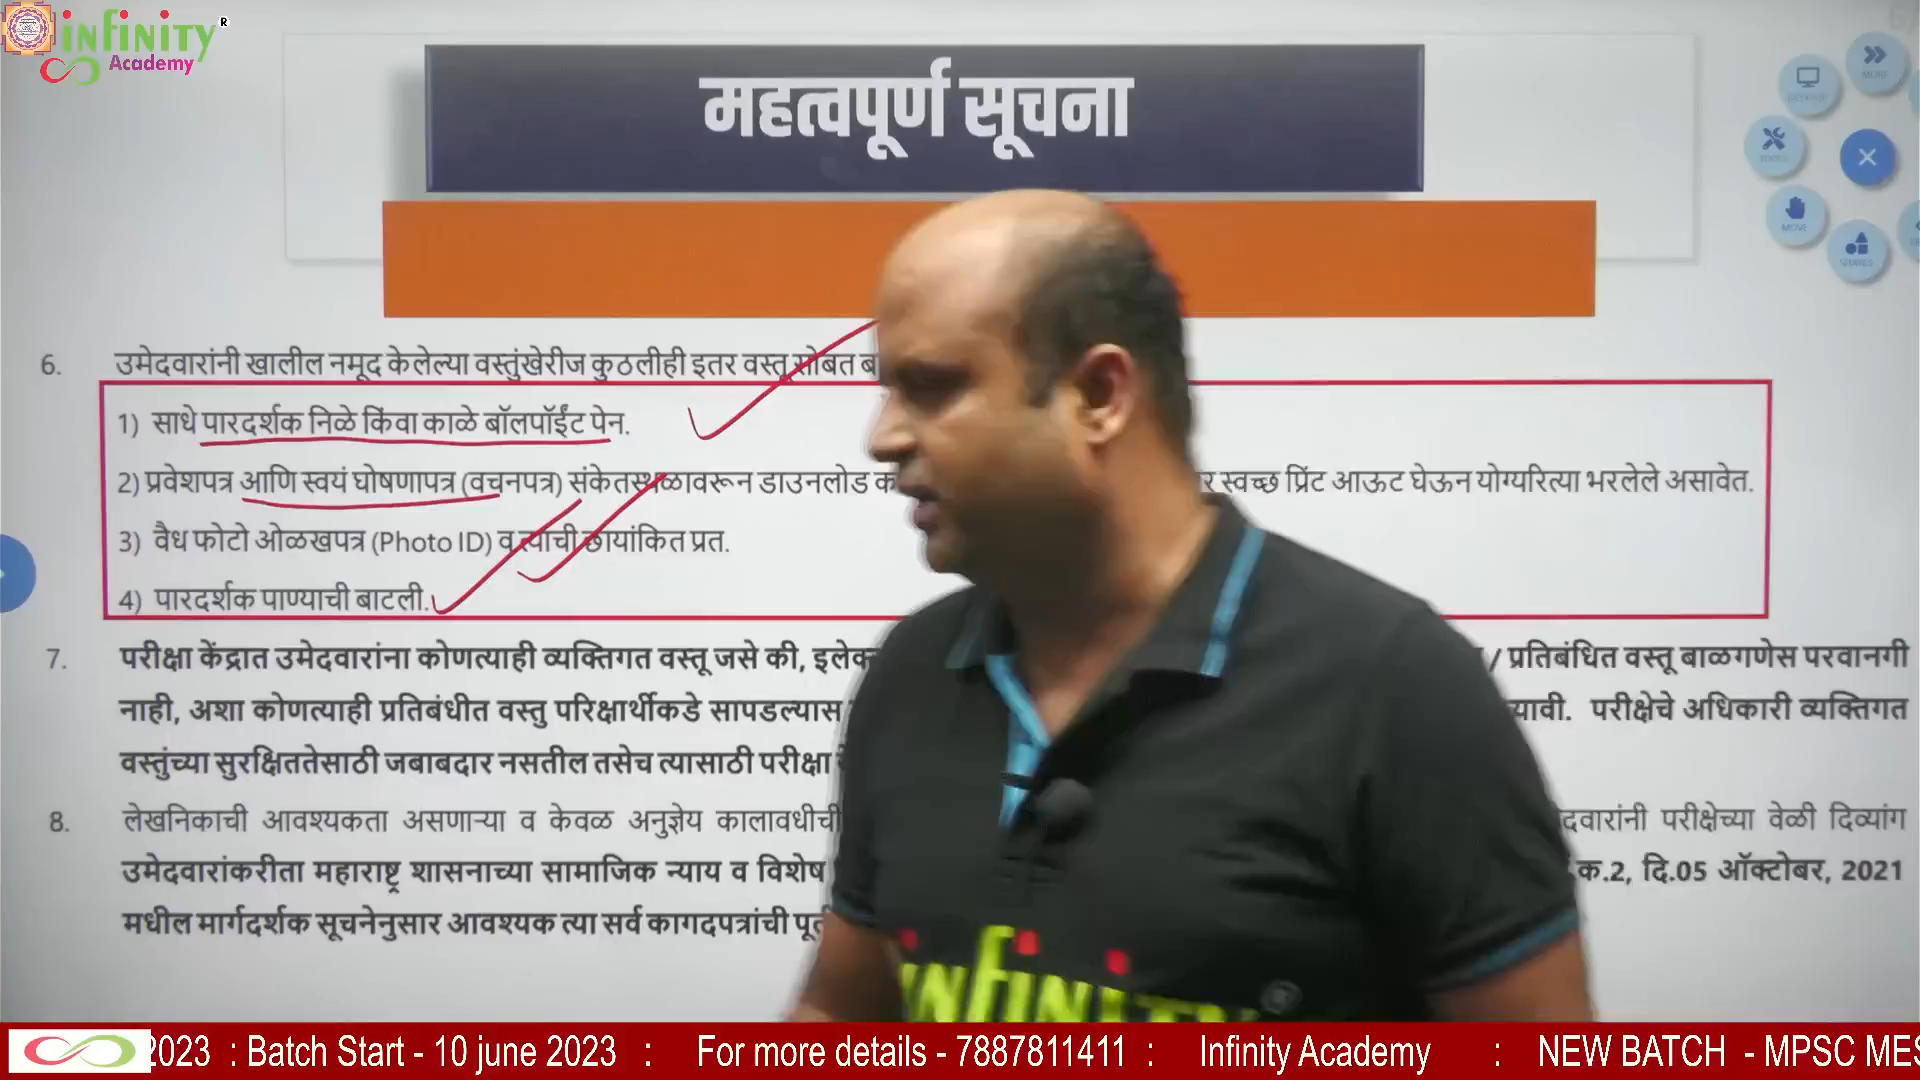 infinity ®
Academy
महत्वपूर्ण सूचना
MORE
TOOLS
MOVE
SHAPES
6. उमेदवारांनी खालील नमूद केलेल्या वस्तुंखेरीज कुठलीही इतर वस्तू सोबत
1) साधे पारदर्शक निळे किंवा काळे बॉलपॉईंट पेन.
2) प्रवेशपत्र आणि स्वयं घोषणापत्र (वचनपत्र) संकेतस्थळावरून डाउनलोड स्वच्छ प्रिंट आऊट घेऊन योग्यरित्या भरलेले असावेत.
3) वैध फोटो ओळखपत्र (Photo ID) व त्याची छायांकित प्रत.
4) पारदर्शक पाण्याची बाटली.
7. परीक्षा केंद्रात उमेदवारांना कोणत्याही व्यक्तिगत वस्तू जसे की, / प्रतिबंधित वस्तू बाळगणेस परवानगी
नाही, अशा कोणत्याही प्रतिबंधीत वस्तु परिक्षार्थीकडे सापडल्यास परीक्षेचे अधिकारी व्यक्तिगत
वस्तुंच्या सुरक्षिततेसाठी जबाबदार नसतील तसेच त्यासाठी परीक्षा
8. लेखनिकाची आवश्यकता असणाऱ्या व केवळ अनुज्ञेय कालावधीची परीक्षेच्या वेळी दिव्यांग
उमेदवारांकरीता महाराष्ट्र शासनाच्या सामाजिक न्याय व विशेष क.2, दि.05 ऑक्टोबर, 2021
मधील मार्गदर्शक सूचनेनुसार आवश्यक त्या सर्व कागदपत्रांची
2023 : Batch Start - 10 june 2023 : For more details - 7887811411 : Infinity Academy : NEW BATCH - MPSC MES